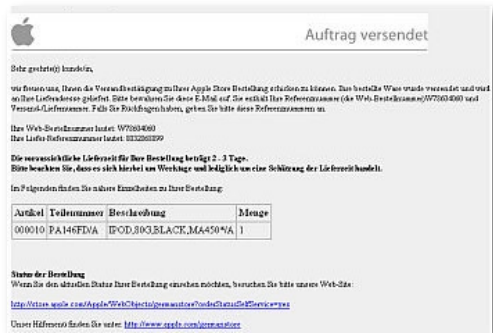 Auftrag versendet
Sehr geehrte(r) kunde/in,
wir freuen uns, Ihnen die Versandbestätigung zu Ihrer Apple Store Bestellung schicken zu können. Ihre bestellte Ware wurde versendet und wird
an Ihre Lieferadresse geliefert. Bitte bewahren Sie diese E-Mail auf. Sie enthält Ihre Referenznummer (die Web-Bestellnummer)W78604060 und
Versand-/Liefernummer. Falls Sie Rückfragen haben, geben Sie bitte diese Referenznummern an.
Ihre Web-Bestellnummer lautet: W78604060
Ihre Liefer-Referenznummer lautet: 8232868899
Die voraussichtliche Lieferzeit für Ihre Bestellung beträgt 2 - 3 Tage.
Bitte beachten Sie, dass es sich hierbei um Werktage und lediglich um eine Schätzung der Lieferzeit handelt.
Im Folgenden finden Sie nähere Einzelheiten zu Ihrer Bestellung:
Artikel Teilenummer Beschreibung Menge
000010 PA146FD/A IPOD,80G,BLACK,MA450*/A 1
Status der Bestellung
Wenn Sie den aktuellen Status Ihrer Bestellung einsehen möchten, besuchen Sie bitte unsere Web-Site:
http://store.apple.com/Apple/WebObjects/germanstore?orderStatusSelfService=yes
Unser Hilfemenü finden Sie unter: http://www.apple.com/germanstore